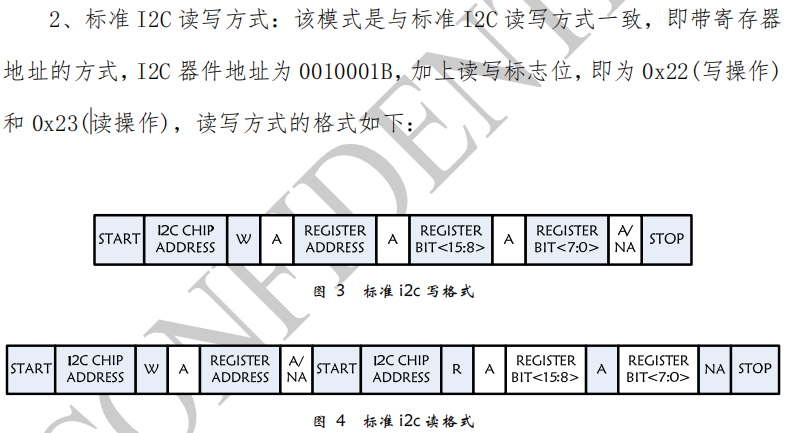 2、标准 I2C 读写方式：该模式是与标准 I2C 读写方式一致，即带寄存器
地址的方式，I2C 器件地址为 0010001B，加上读写标志位，即为 0x22(写操作)
和 0x23(读操作)，读写方式的格式如下：
START I2C CHIP ADDRESS W A REGISTER ADDRESS A REGISTER BIT<15:8> A REGISTER BIT<7:0> A/NA STOP
图 3 标准 i2c 写格式
START I2C CHIP ADDRESS W A REGISTER ADDRESS A/NA START I2C CHIP ADDRESS R A REGISTER BIT<15:8> A REGISTER BIT<7:0> NA STOP
图 4 标准 i2c 读格式
CONFIDENTI